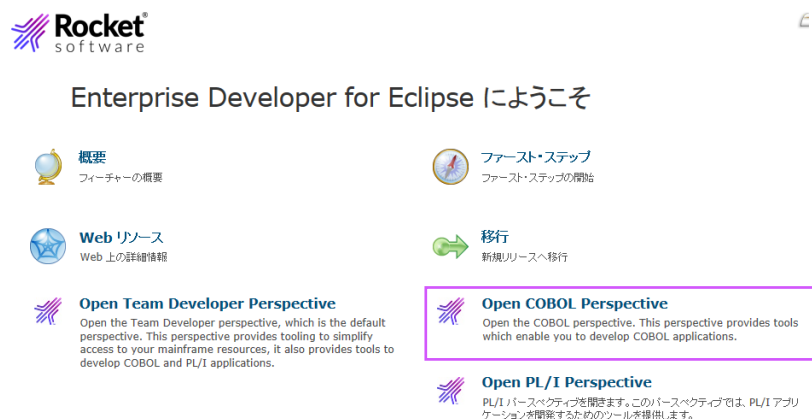 Rocket®
software
Enterprise Developer for Eclipse にようこそ
概要
フィーチャーの概要
ファースト・ステップ
ファースト・ステップの開始
Web リソース
Web 上の詳細情報
移行
新規リリースへ移行
Open Team Developer Perspective
Open the Team Developer perspective, which is the default
perspective. This perspective provides tooling to simplify
access to your mainframe resources, it also provides tools to
develop COBOL and PL/I applications.
Open COBOL Perspective
Open the COBOL perspective. This perspective provides tools
which enable you to develop COBOL applications.
Open PL/I Perspective
PL/I パースペクティブを開きます。このパースペクティブでは、PL/I アプリ
ケーションを開発するためのツールを提供します。